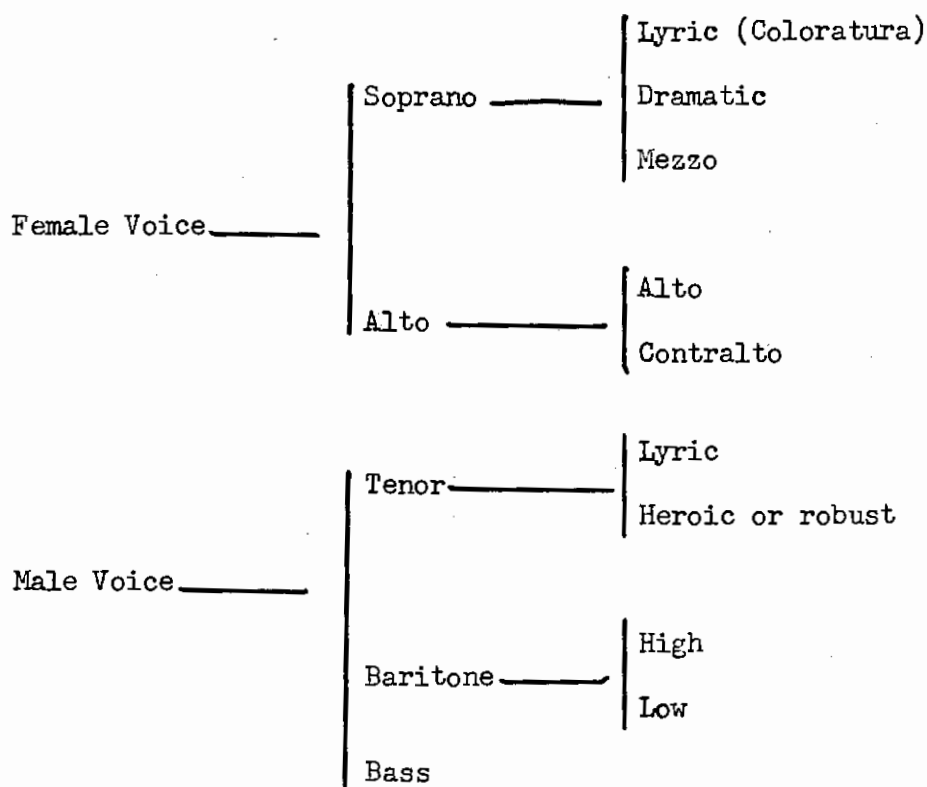 Lyric (Coloratura)
Soprano Dramatic
Mezzo
Female Voice
Alto
Alto
Contralto
Lyric
Tenor
Heroic or robust
Male Voice
High
Baritone
Low
Bass